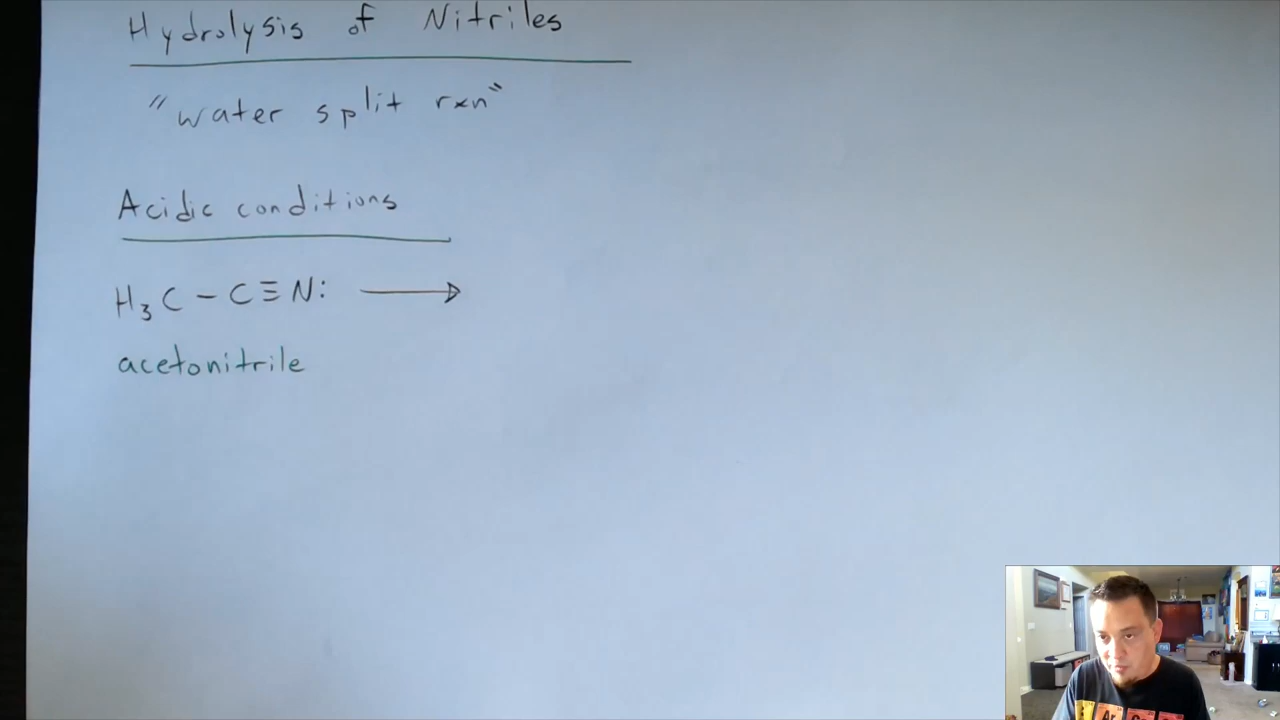 Hydrolysis of Nitriles
"water split rxn"
Acidic conditions
H₃C – C≡N: →
acetonitrile